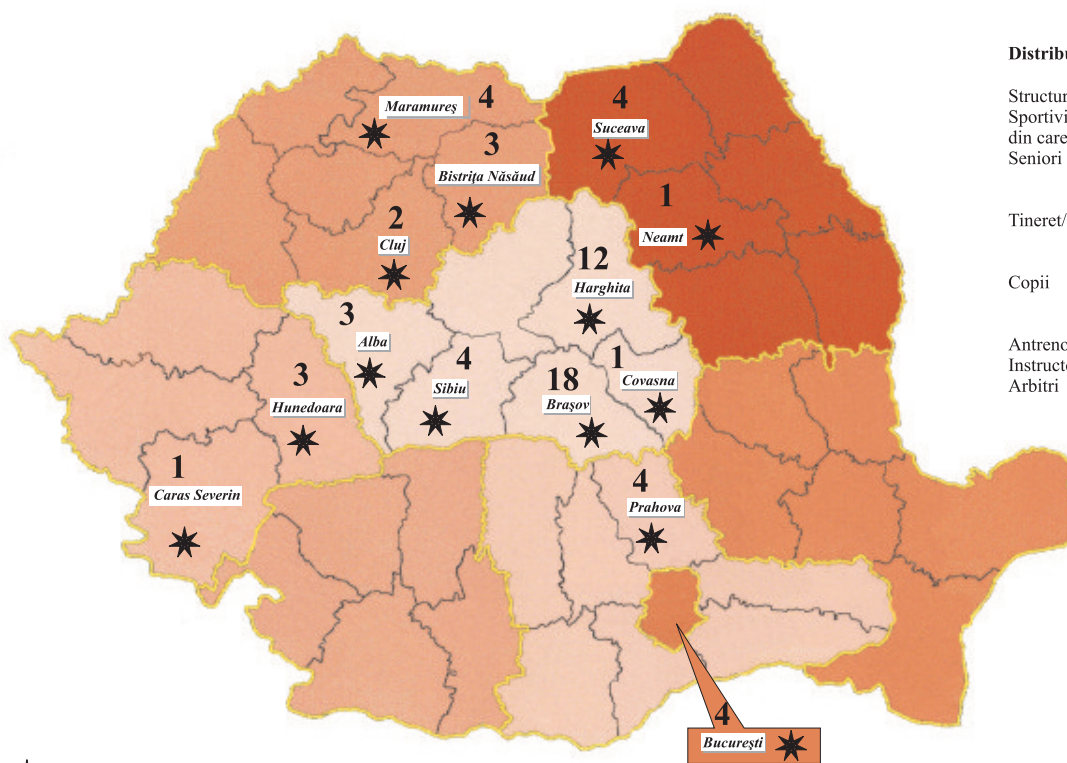 4
Maramureş
4
Suceava
3
Bistriţa Năsăud
1
Neamt
2
Cluj
12
Harghita
3
Alba
4
Sibiu
18
Braşov
1
Covasna
3
Hunedoara
1
Caras Severin
4
Prahova
4
Bucureşti
Structur
Sportivi
din care
Seniori
Tineret/
Copii
Instructo
Arbitri